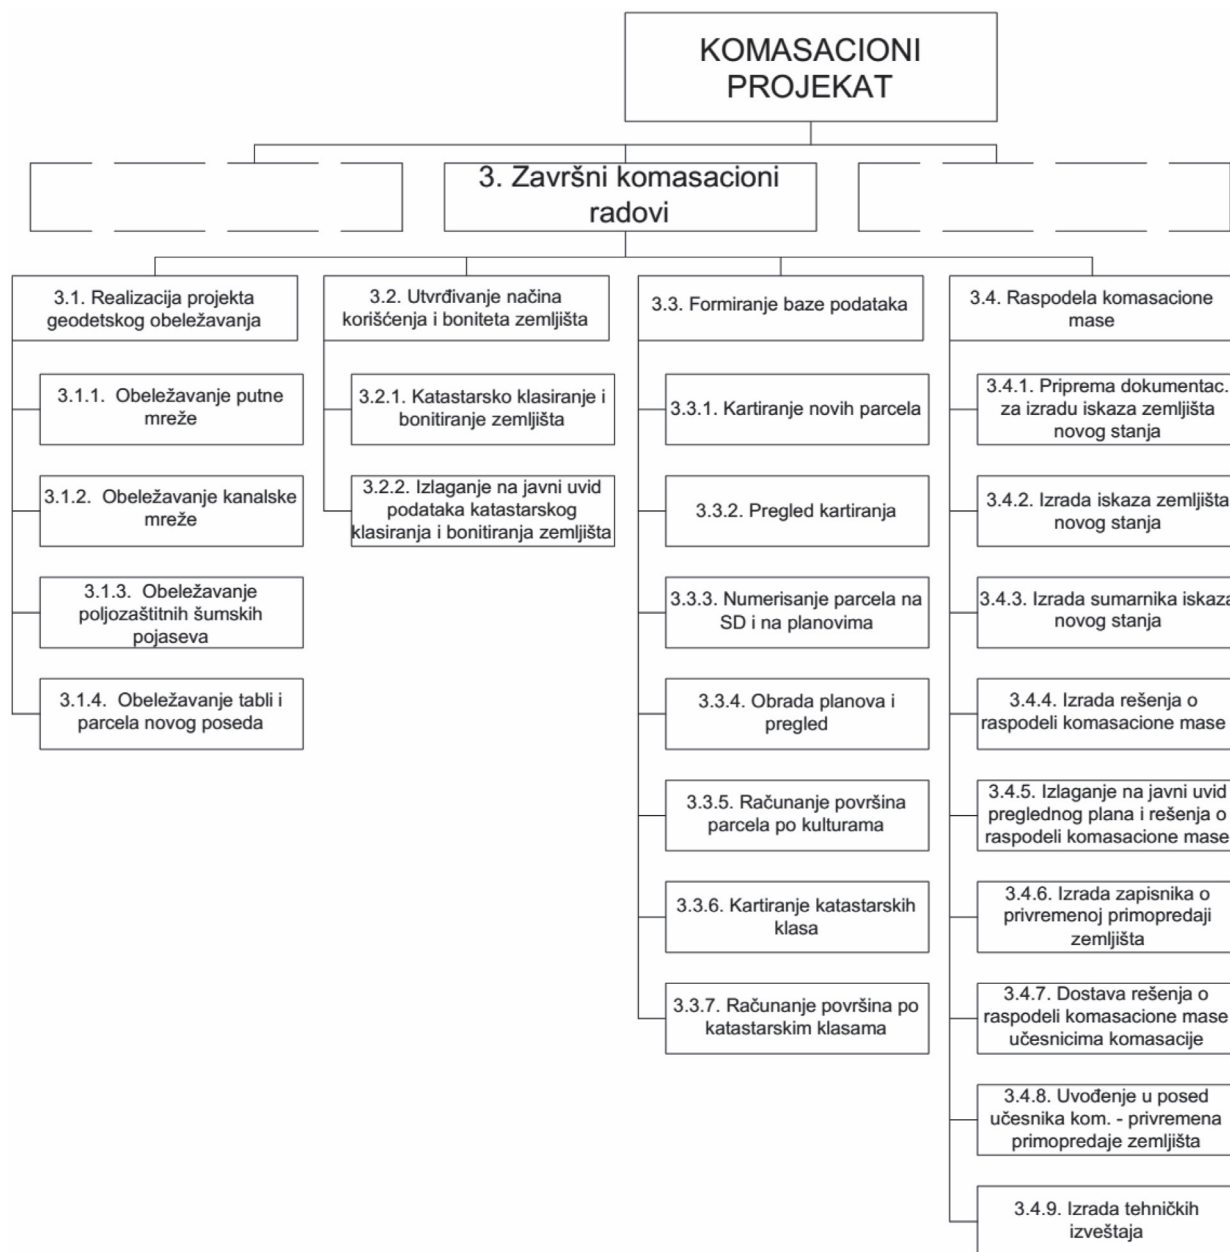 KOMASACIONI
PROJEKAT
3. Završni komasacioni
radovi
3.1. Realizacija projekta
geodetskog obeležavanja
3.1.1.  Obeležavanje putne
mreže
3.1.2.  Obeležavanje kanalske
mreže
3.1.3.  Obeležavanje
poljozaštitnih šumskih
pojaseva
3.1.4.  Obeležavanje tabli i
parcela novog poseda
3.2. Utvrđivanje načina
korišćenja i boniteta zemljišta
3.2.1. Katastarsko klasiranje i
bonitiranje zemljišta
3.2.2. Izlaganje na javni uvid
podataka katastarskog
klasiranja i bonitiranja zemljišta
3.3. Formiranje baze podataka
3.3.1. Kartiranje novih parcela
3.3.2. Pregled kartiranja
3.3.3. Numerisanje parcela na
SD i na planovima
3.3.4. Obrada planova i
pregled
3.3.5. Računanje površina
parcela po kulturama
3.3.6. Kartiranje katastarskih
klasa
3.3.7. Računanje površina po
katastarskim klasama
3.4. Raspodela komasacione
mase
3.4.1. Priprema dokumentac.
za izradu iskaza zemljišta
novog stanja
3.4.2. Izrada iskaza zemljišta
novog stanja
3.4.3. Izrada sumarnika iskaza
novog stanja
3.4.4. Izrada rešenja o
raspodeli komasacione mase
3.4.5. Izlaganje na javni uvid
preglednog plana i rešenja o
raspodeli komasacione mase
3.4.6. Izrada zapisnika o
privremenoj primopredaji
zemljišta
3.4.7. Dostava rešenja o
raspodeli komasacione mase
učesnicima komasacije
3.4.8. Uvođenje u posed
učesnika kom. - privremena
primopredaje zemljišta
3.4.9. Izrada tehničkih
izveštaja